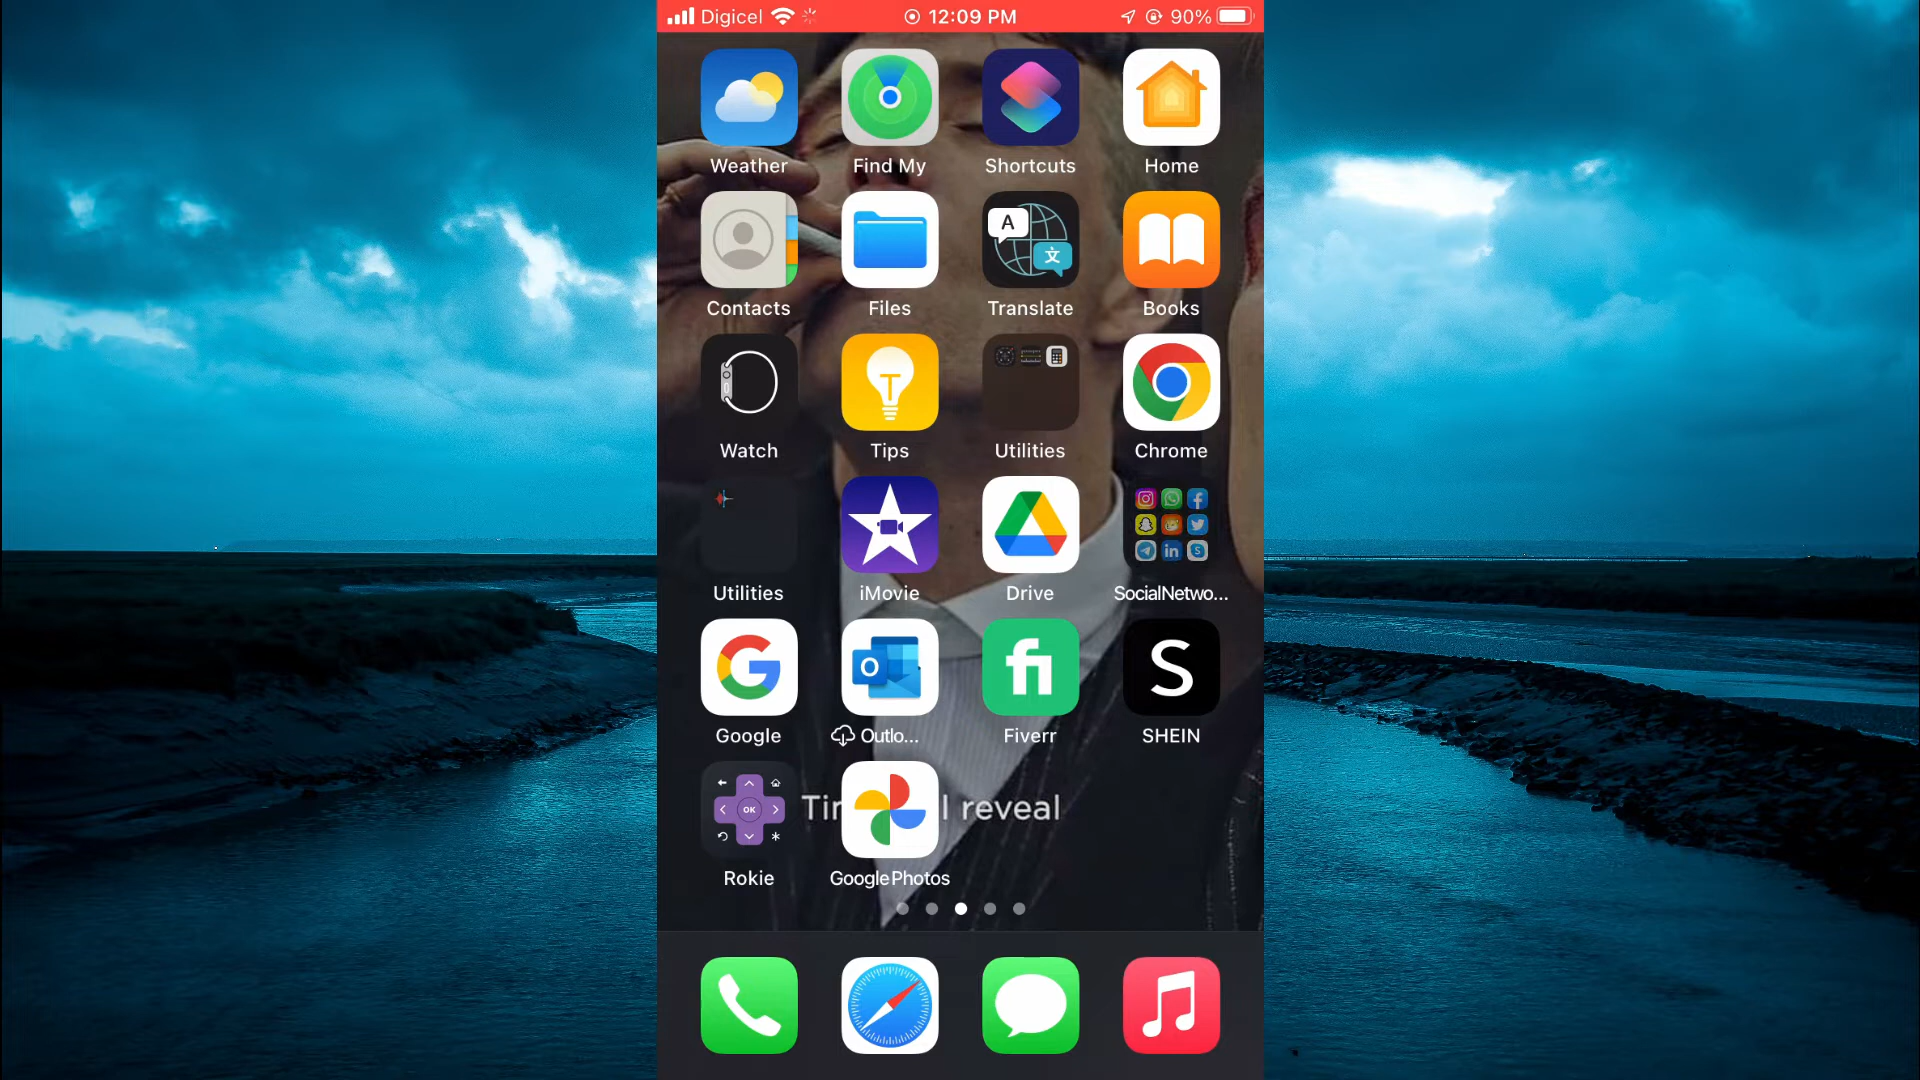 Digicel 12:09 PM 90%
Weather Find My Shortcuts Home
A 文
Contacts Files Translate Books
T
Watch Tips Utilities Chrome
Utilities iMovie Drive SocialNetwo...
G O fi S
Google Outlo... Fiverr SHEIN
OK
l reveal
Rokie Google Photos